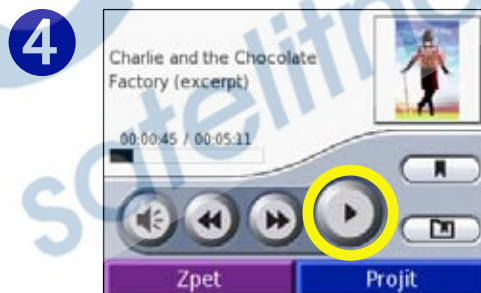 4
Charlie and the Chocolate
Factory (excerpt)
00:00:45 / 00:05:11
Zpet
Projit